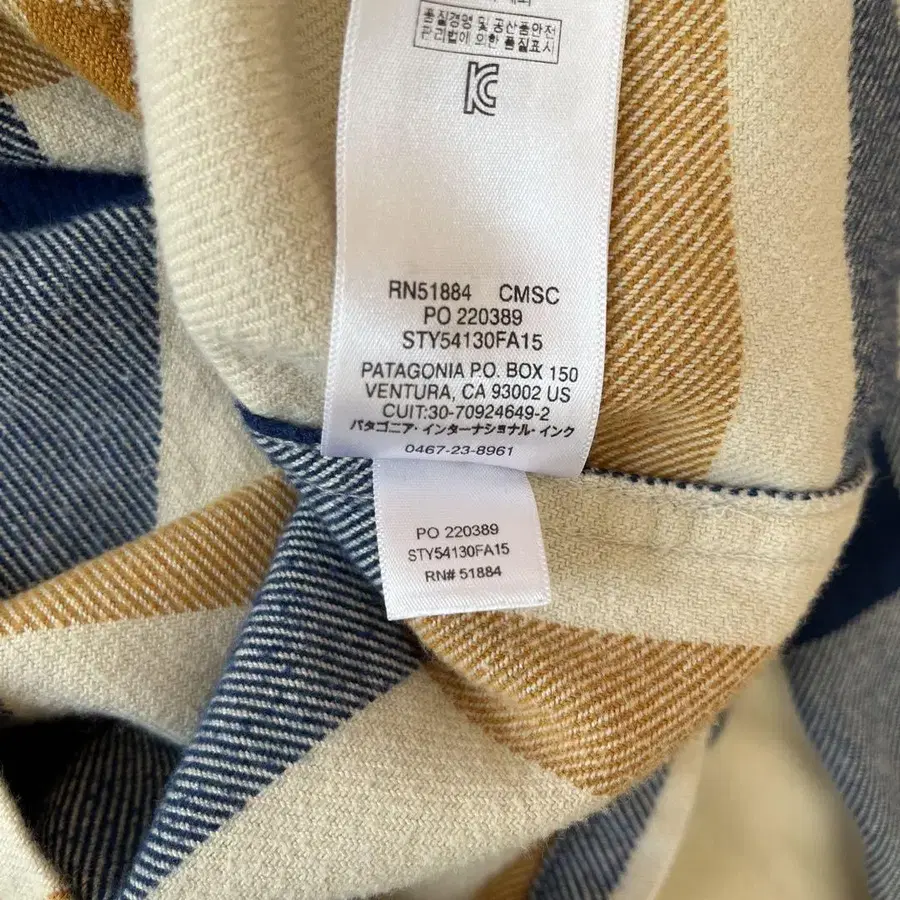 품질경영 및 공산품안전
관리법에 의한 품질표시
RN51884 CMSC
PO 220389
STY54130FA15
PATAGONIA P.O. BOX 150
VENTURA, CA 93002 US
CUIT:30-70924649-2
パタゴニア・インターナショナル・インク
0467-23-8961
PO 220389
STY54130FA15
RN# 51884